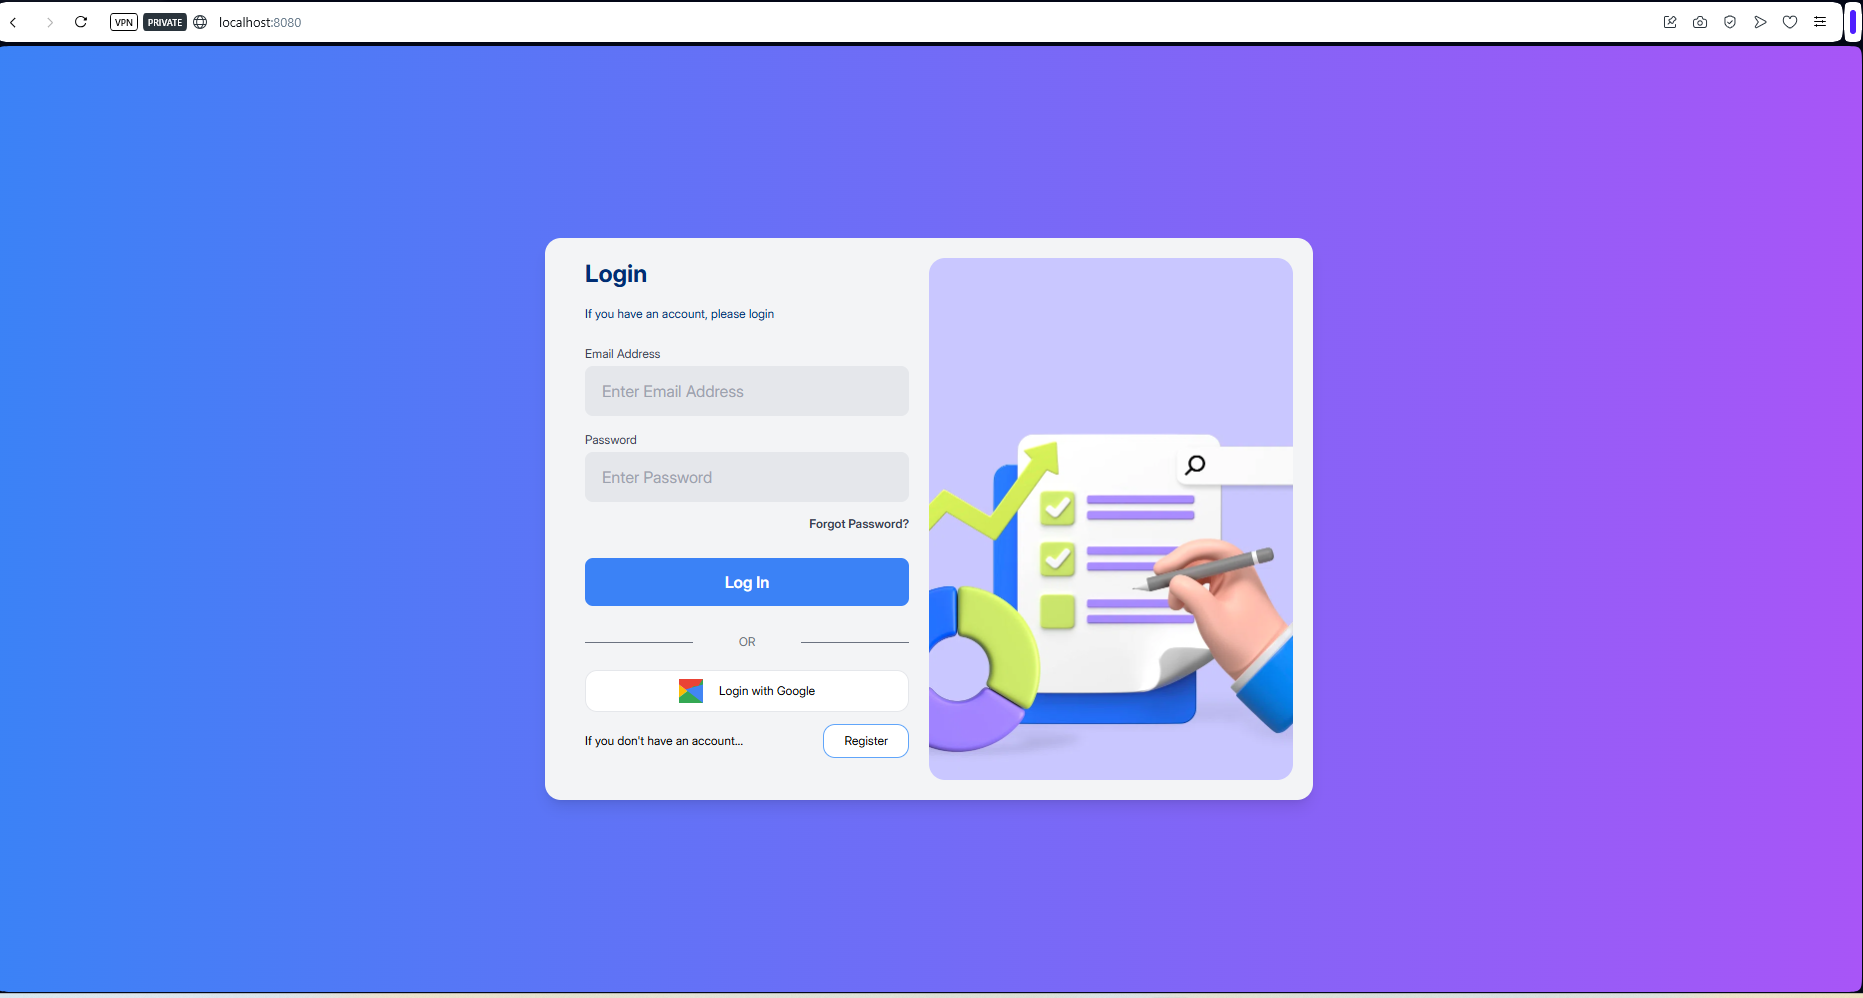 VPN PRIVATE localhost:8080
Login
If you have an account, please login
Email Address
Enter Email Address
Password
Enter Password
Forgot Password?
Log In
OR
Login with Google
If you don't have an account...
Register